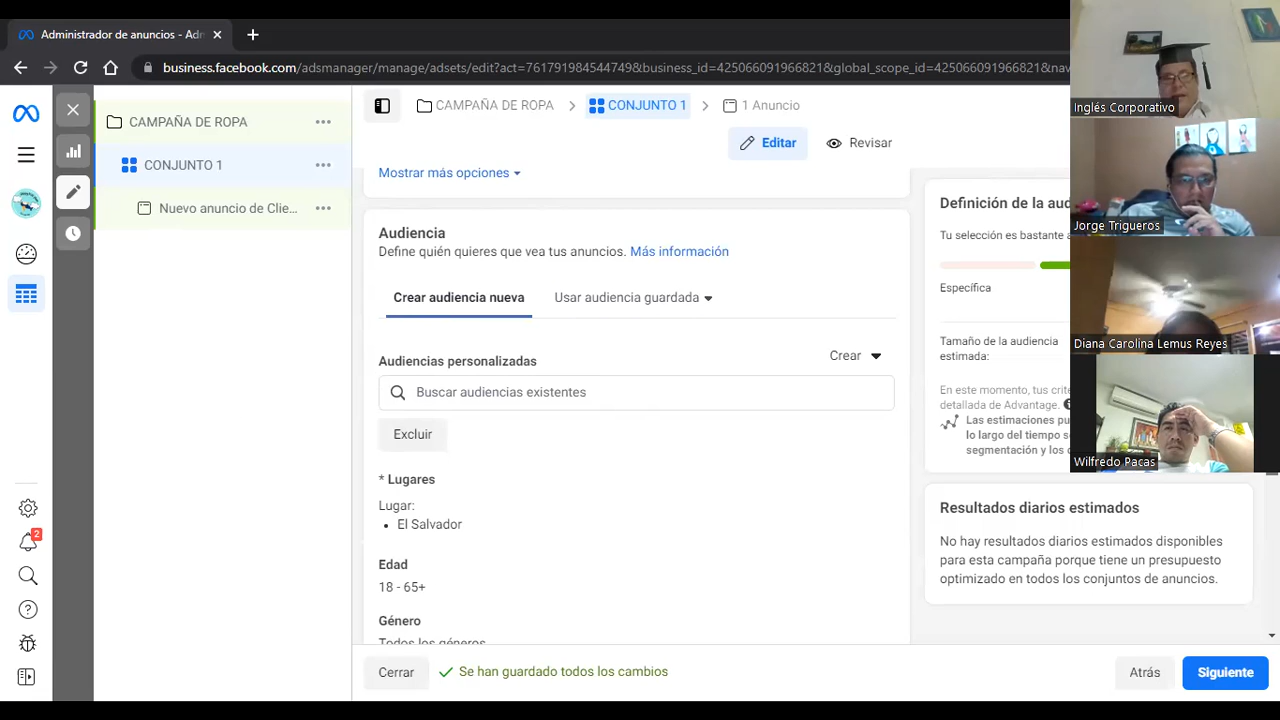 Administrador de anuncios - Adn
business.facebook.com/adsmanager/manage/adsets/edit?act=761791984544749&business_id=425066091966821&global_scope_id=425066091966821&nav
CAMPAÑA DE ROPA
CONJUNTO 1
Nuevo anuncio de Clie...
2
CAMPAÑA DE ROPA
CONJUNTO 1
1 Anuncio
Editar
Revisar
Mostrar más opciones
Audiencia
Define quién quieres que vea tus anuncios. Más información
Crear audiencia nueva
Usar audiencia guardada
Audiencias personalizadas
Crear
Buscar audiencias existentes
Excluir
* Lugares
Lugar:
• El Salvador
Edad
18 - 65+
Género
Todos los géneros
Cerrar
Se han guardado todos los cambios
Atrás
Siguiente
Definición de la aud
Tu selección es bastante a
Específica
Tamaño de la audiencia
estimada:
En este momento, tus crite
detallada de Advantage.
Las estimaciones pu
lo largo del tiempo se
segmentación y los d
Resultados diarios estimados
No hay resultados diarios estimados disponibles
para esta campaña porque tiene un presupuesto
optimizado en todos los conjuntos de anuncios.
Inglés Corporativo
Jorge Trigueros
Diana Carolina Lemus Reyes
Wilfredo Pacas